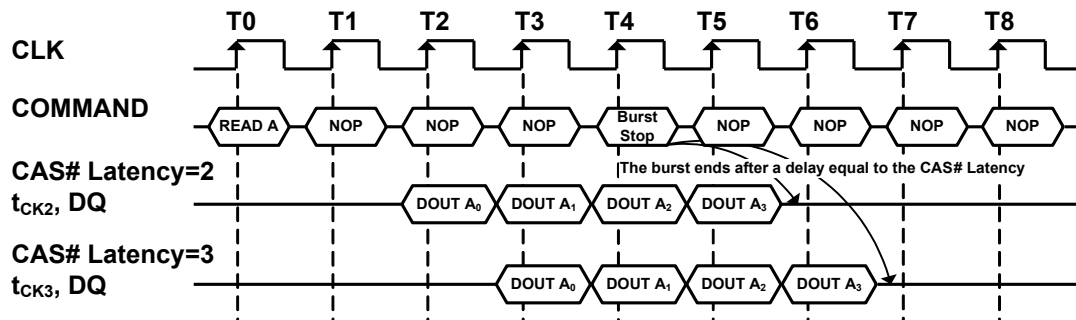 T0 T1 T2 T3 T4 T5 T6 T7 T8
CLK
COMMAND
READ A NOP NOP NOP Burst Stop NOP NOP NOP NOP
The burst ends after a delay equal to the CAS# Latency
CAS# Latency=2
tCK2, DQ
DOUT A0 DOUT A1 DOUT A2 DOUT A3
CAS# Latency=3
tCK3, DQ
DOUT A0 DOUT A1 DOUT A2 DOUT A3